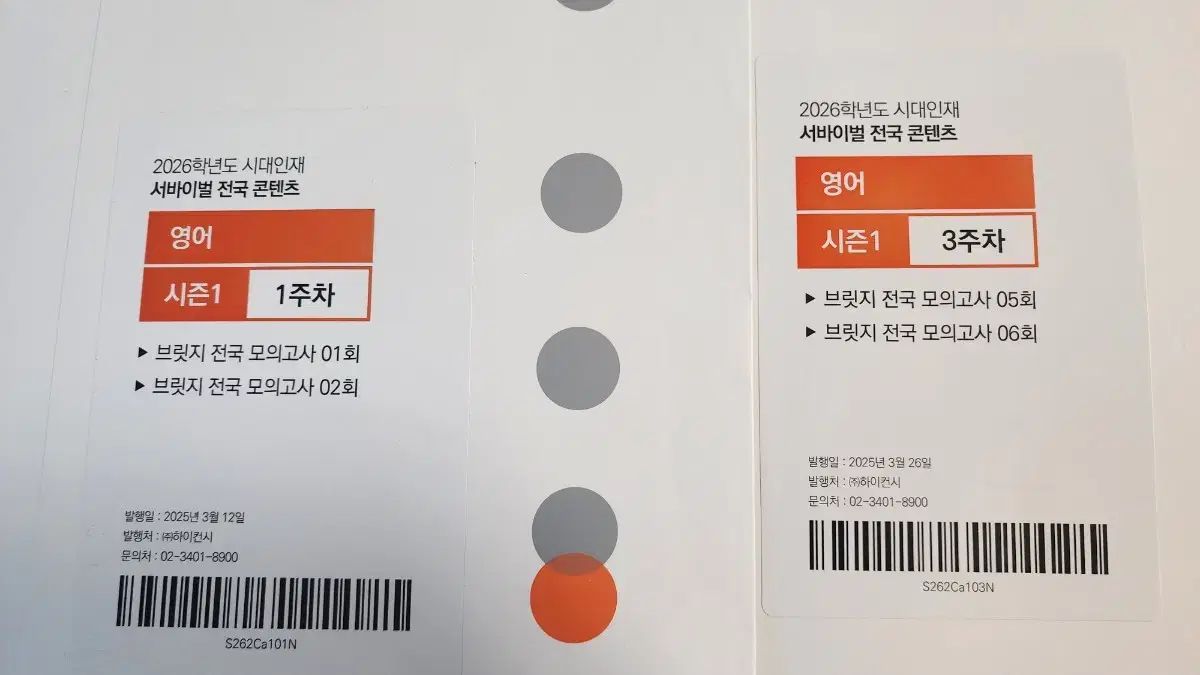 2026학년도 시대인재
서바이벌 전국 콘텐츠
영어
시즌1 1주차
▶ 브릿지 전국 모의고사 01회
▶ 브릿지 전국 모의고사 02회
발행일 : 2025년 3월 12일
발행처 : ㈜하이컨시
문의처 : 02-3401-8900
S262Ca101N
2026학년도 시대인재
서바이벌 전국 콘텐츠
영어
시즌1 3주차
▶ 브릿지 전국 모의고사 05회
▶ 브릿지 전국 모의고사 06회
발행일 : 2025년 3월 26일
발행처 : ㈜하이컨시
문의처 : 02-3401-8900
S262Ca103N